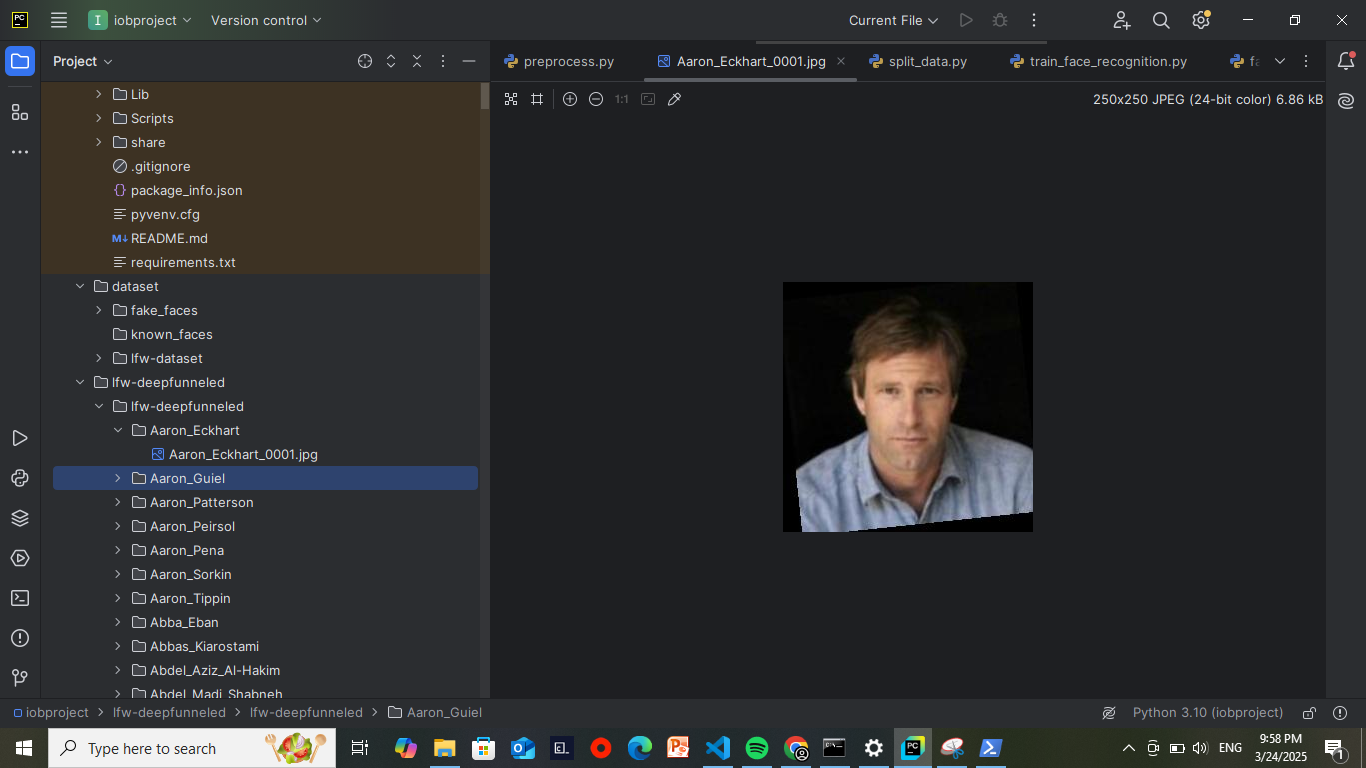 PC
I
iobproject
Version control
Current File
Project
preprocess.py
Aaron_Eckhart_0001.jpg
split_data.py
train_face_recognition.py
1:1
250x250 JPEG (24-bit color) 6.86 kB
Lib
Scripts
share
.gitignore
{} package_info.json
pyvenv.cfg
M↓ README.md
requirements.txt
dataset
fake_faces
known_faces
lfw-dataset
lfw-deepfunneled
lfw-deepfunneled
Aaron_Eckhart
Aaron_Eckhart_0001.jpg
Aaron_Guiel
Aaron_Patterson
Aaron_Peirsol
Aaron_Pena
Aaron_Sorkin
Aaron_Tippin
Abba_Eban
Abbas_Kiarostami
Abdel_Aziz_Al-Hakim
Abdel_Madi_Shabneh
iobproject > lfw-deepfunneled > lfw-deepfunneled > Aaron_Guiel
Python 3.10 (iobproject)
Type here to search
ENG
9:58 PM
3/24/2025
1